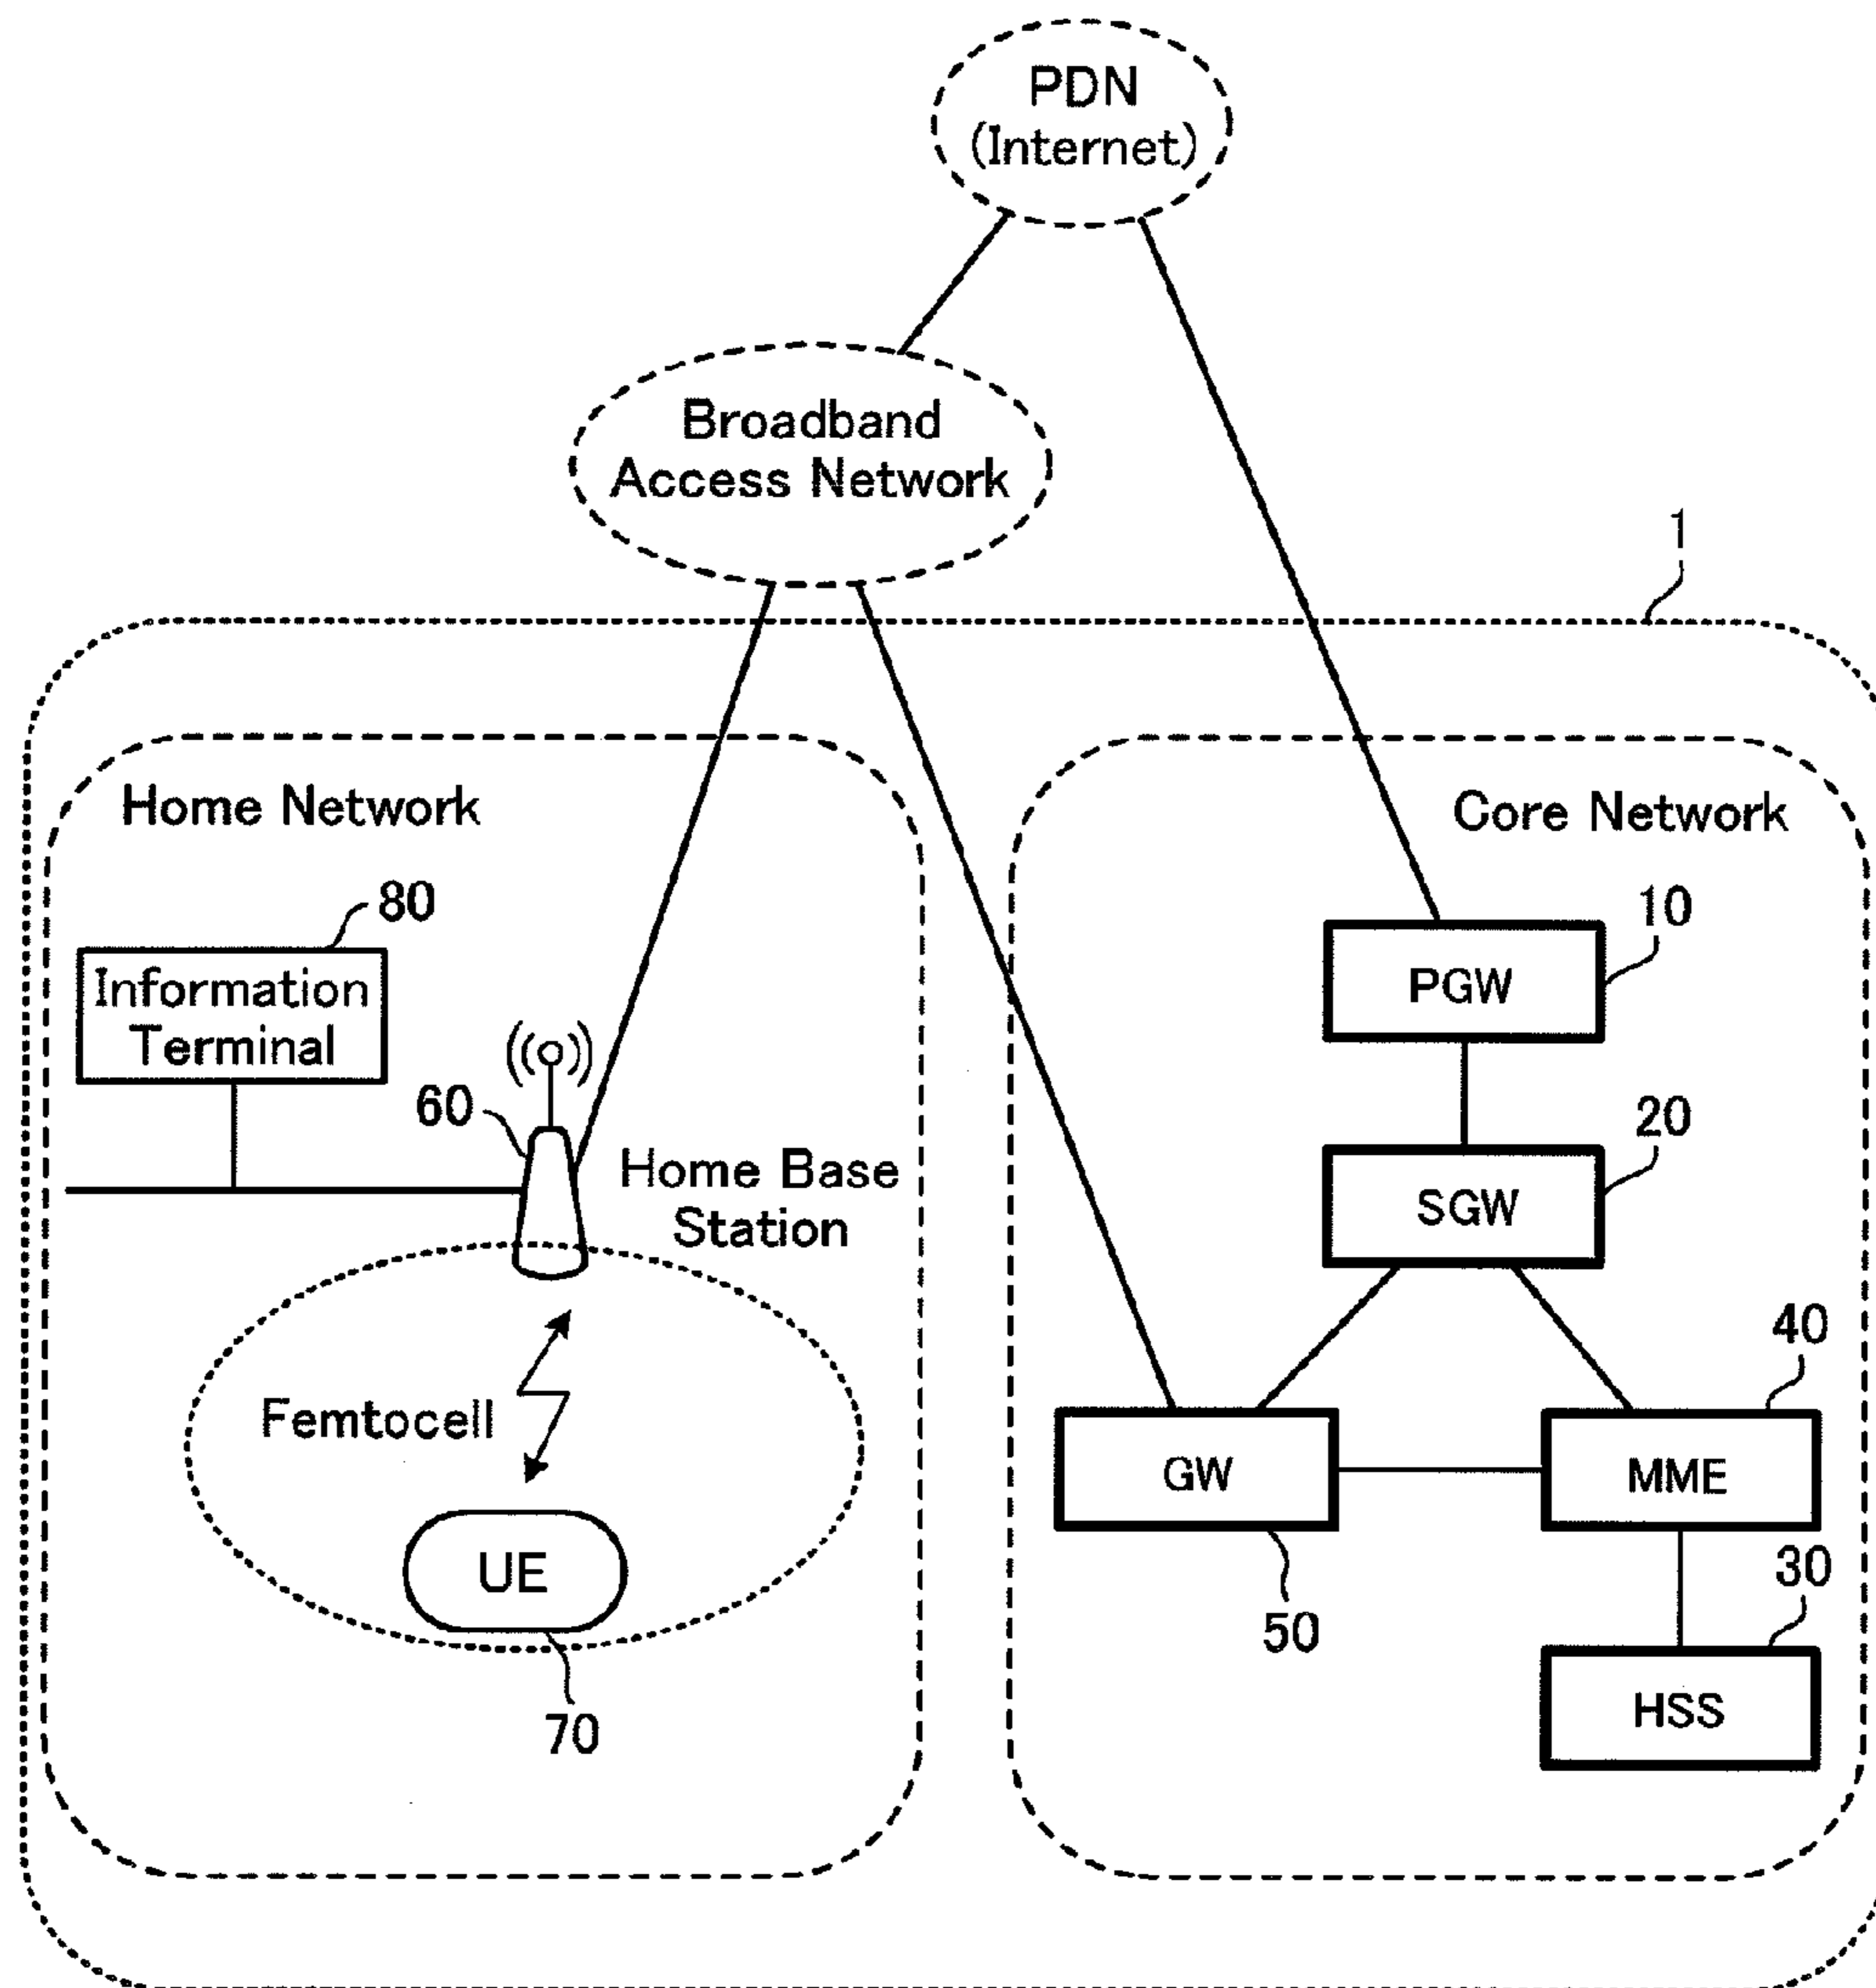 PDN
(Internet)
Broadband
Access Network
1
Home Network
Core Network
80
Information
Terminal
10
PGW
60
Home Base
Station
20
SGW
40
Femtocell
GW
MME
UE
50
30
70
HSS